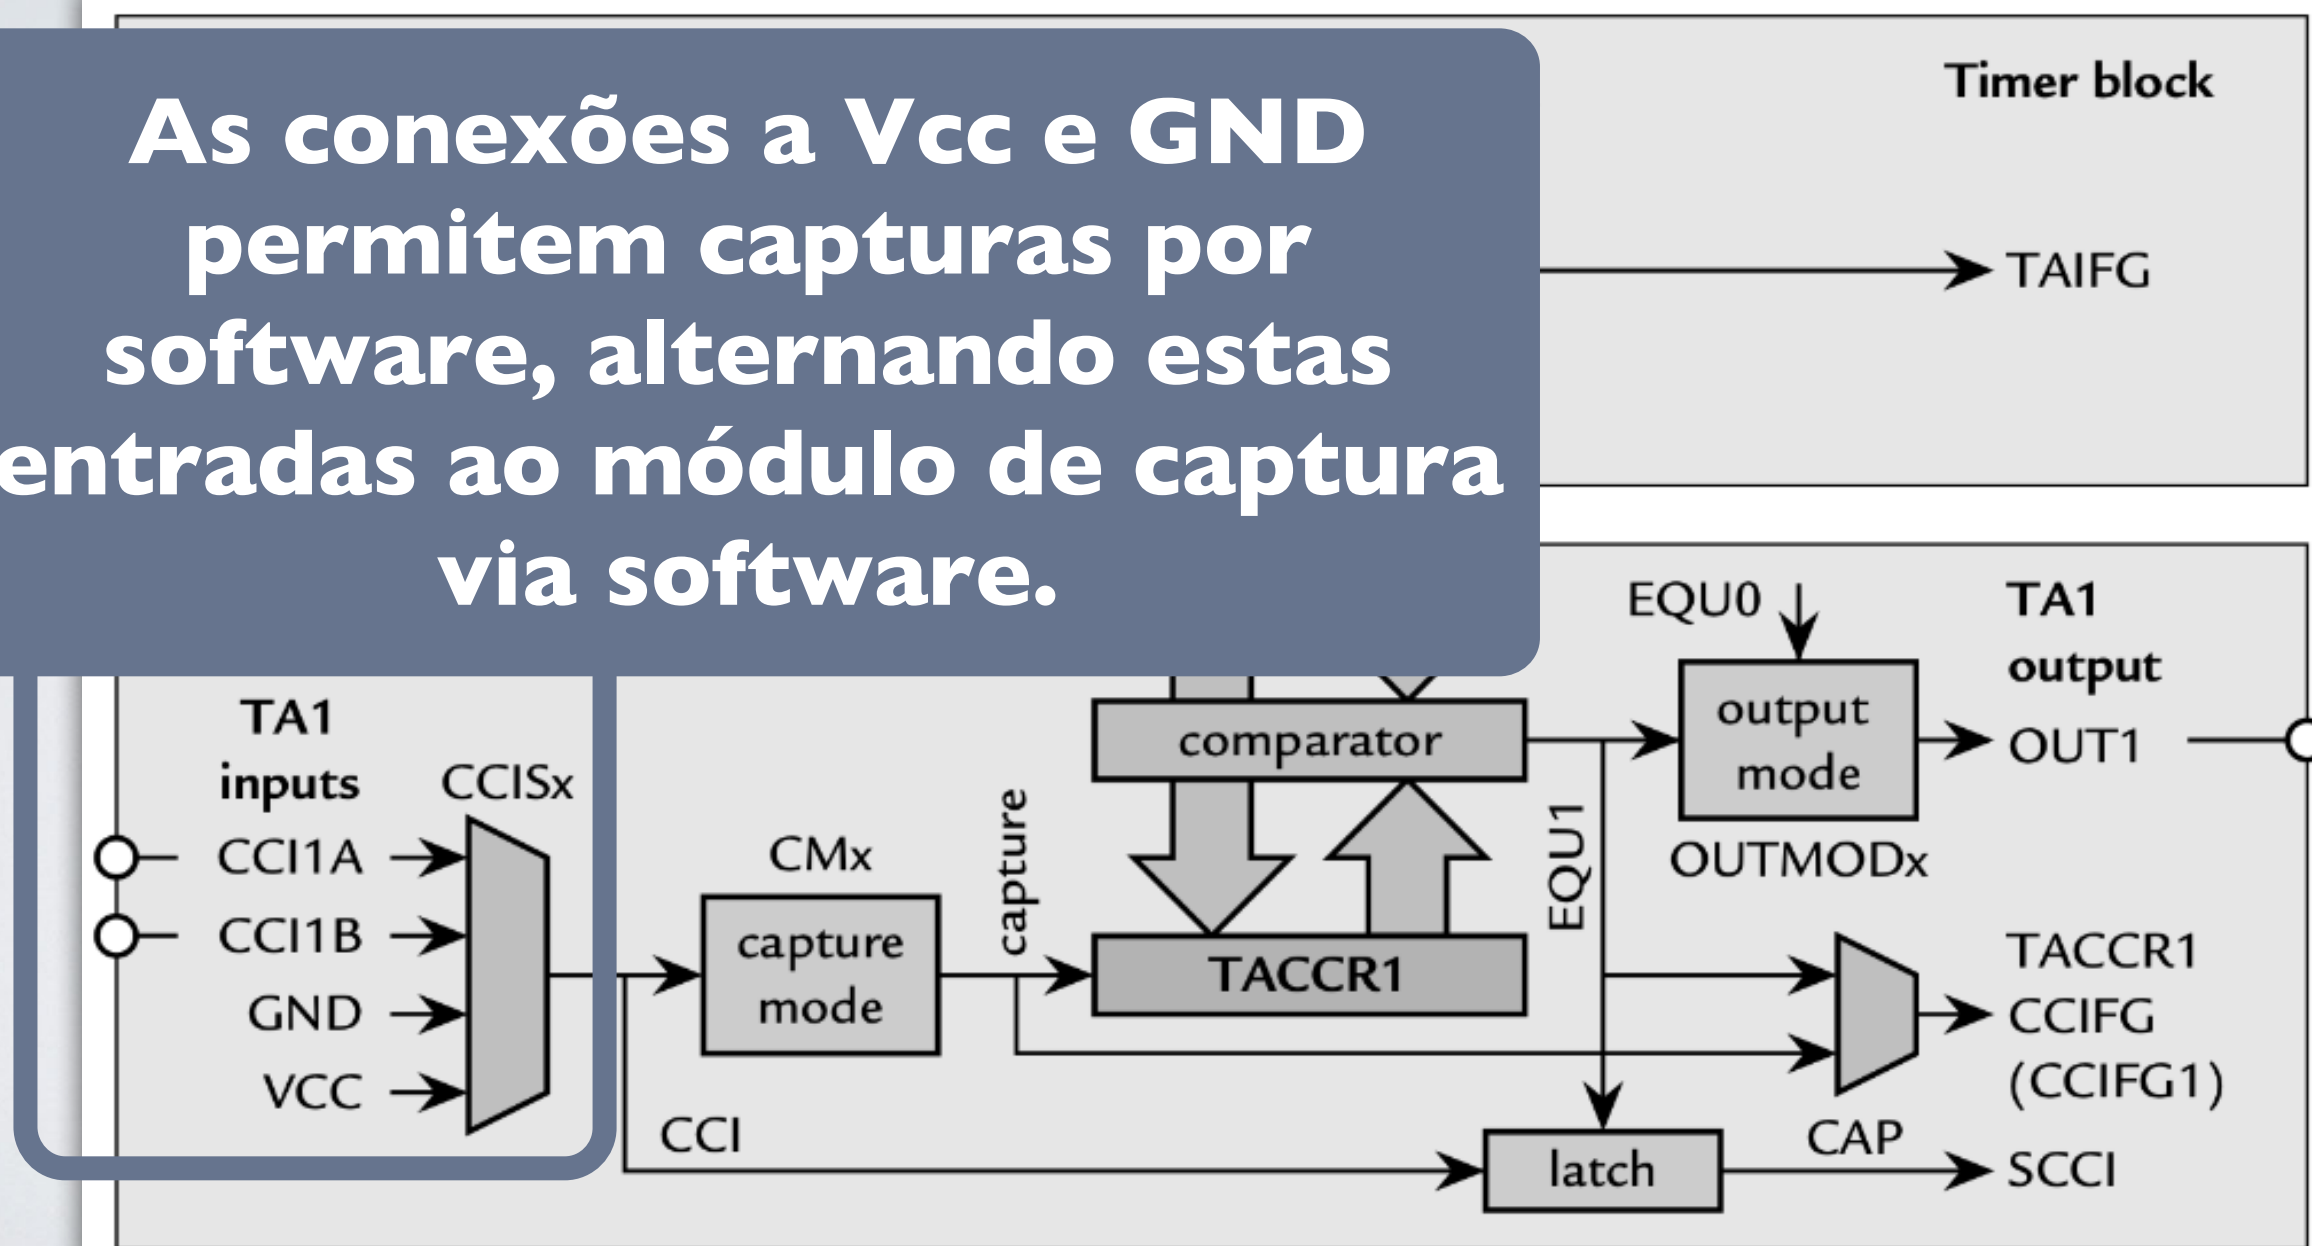 As conexões a Vcc e GND
permitem capturas por
software, alternando estas
entradas ao módulo de captura
via software.
Timer block
TAIFG
EQU0
TA1
output
output
mode
OUT1
OUTMODx
TA1
inputs
CCISx
CCI1A
CCI1B
GND
VCC
CMx
capture
mode
capture
comparator
TACCR1
EQU1
TACCR1
CCIFG
(CCIFG1)
CAP
CCI
latch
SCCI